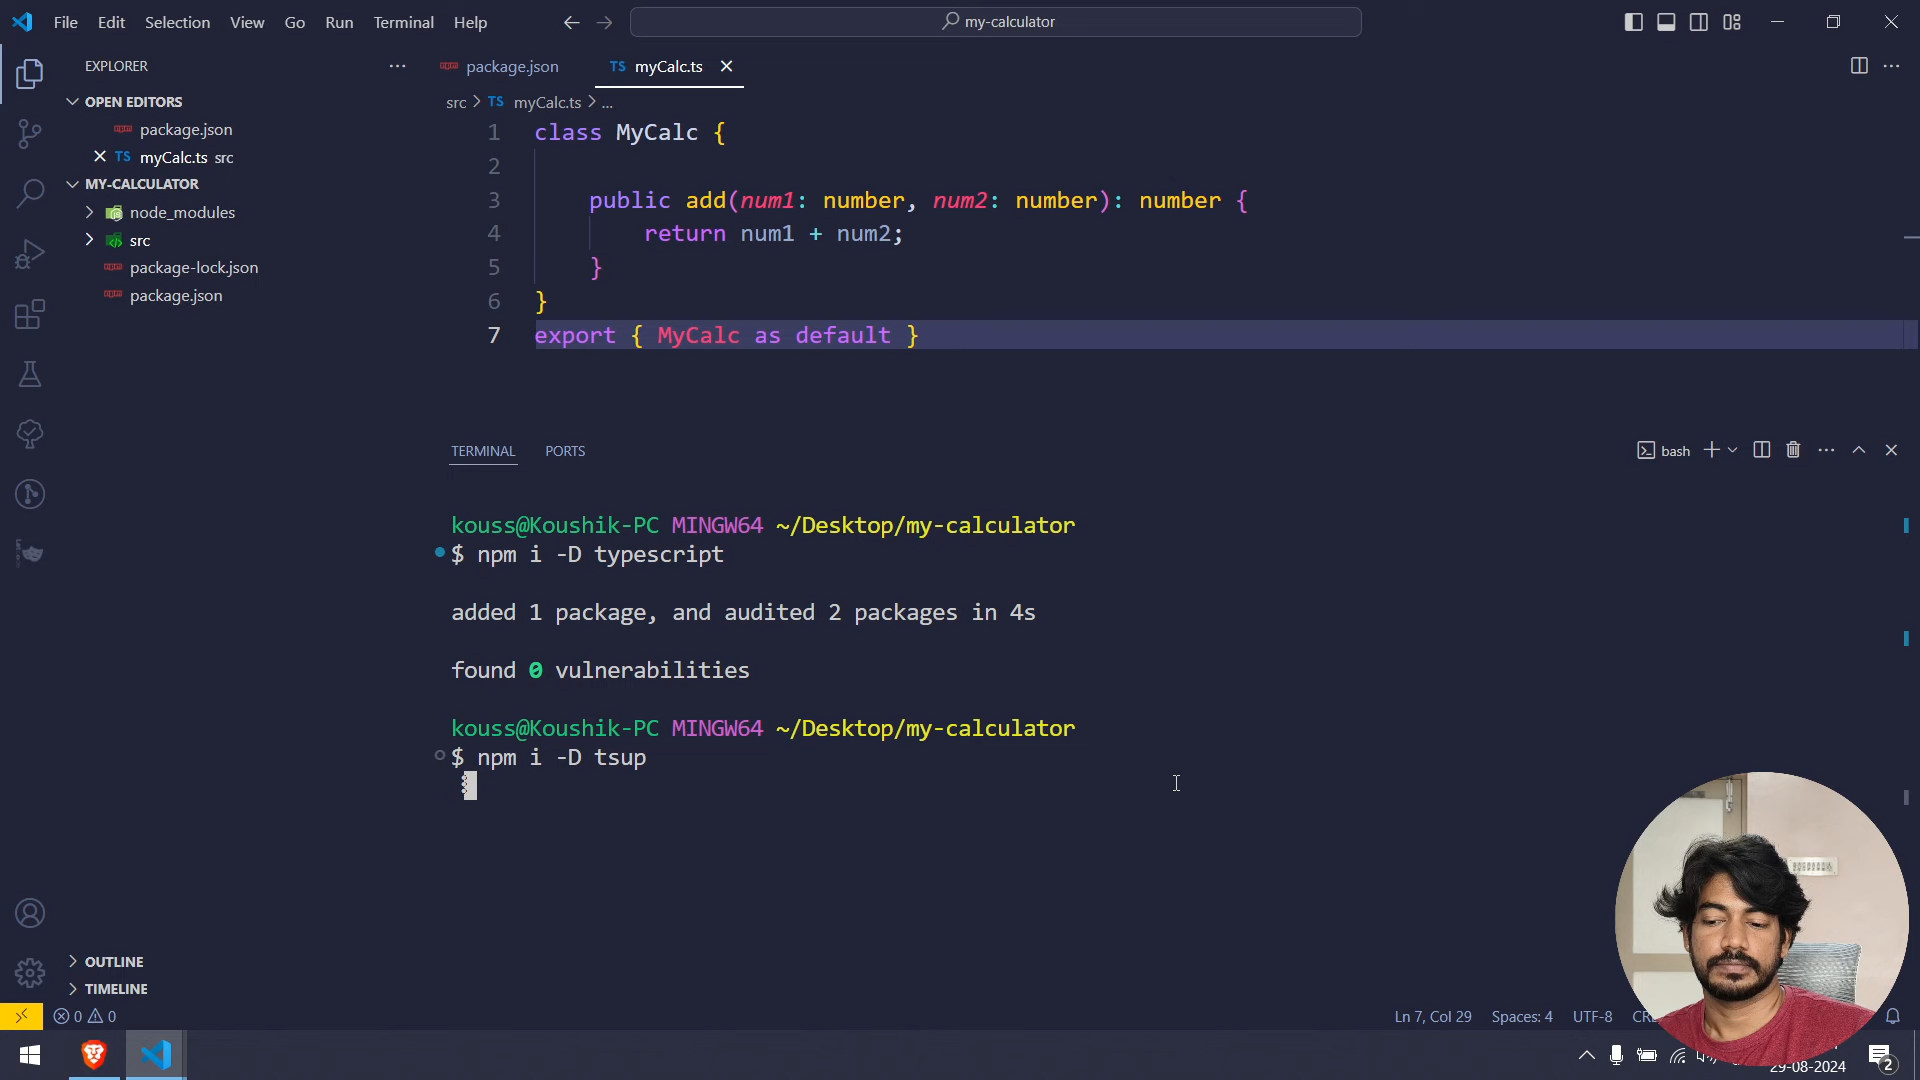 File Edit Selection View Go Run Terminal Help
my-calculator
EXPLORER
OPEN EDITORS
package.json
TS myCalc.ts src
MY-CALCULATOR
node_modules
src
package-lock.json
package.json
OUTLINE
TIMELINE
package.json
TS myCalc.ts
src > TS myCalc.ts > ...
1 class MyCalc {
2
3 public add(num1: number, num2: number): number {
4 return num1 + num2;
5 }
6 }
7 export { MyCalc as default }
TERMINAL PORTS
bash
kouss@Koushik-PC MINGW64 ~/Desktop/my-calculator
$ npm i -D typescript
added 1 package, and audited 2 packages in 4s
found 0 vulnerabilities
kouss@Koushik-PC MINGW64 ~/Desktop/my-calculator
$ npm i -D tsup
0 0
Ln 7, Col 29 Spaces: 4 UTF-8
29-08-2024
2